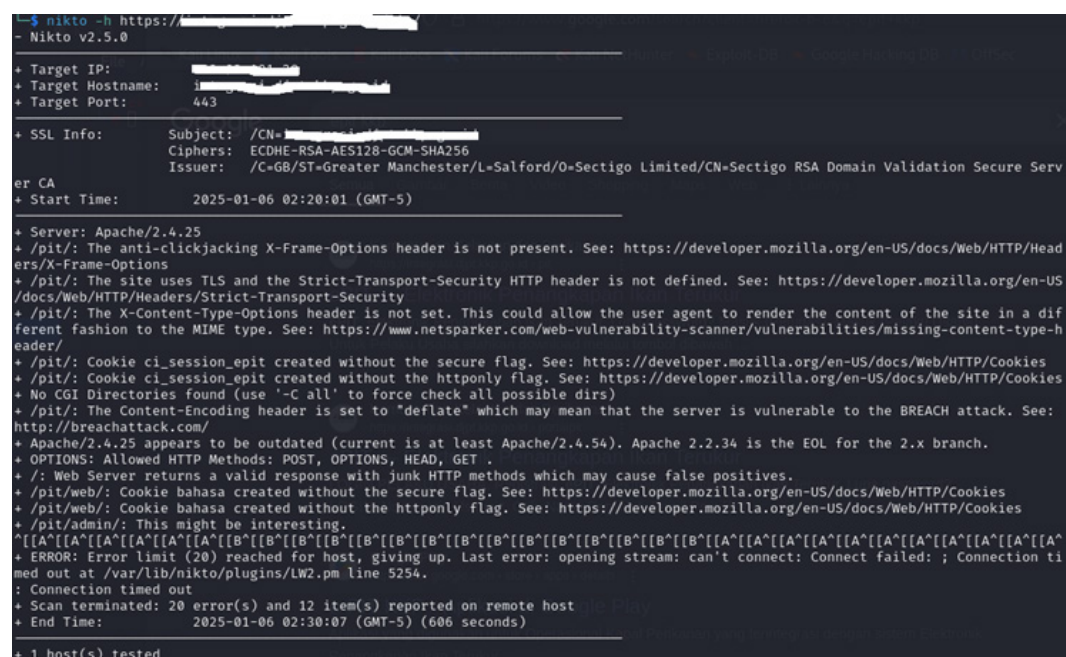 └─$ nikto -h https://
- Nikto v2.5.0
+ Target IP:
+ Target Hostname:
+ Target Port: 443
+ SSL Info: Subject: /CN=
Ciphers: ECDHE-RSA-AES128-GCM-SHA256
Issuer: /C=GB/ST=Greater Manchester/L=Salford/O=Sectigo Limited/CN=Sectigo RSA Domain Validation Secure Serv
er CA
+ Start Time: 2025-01-06 02:20:01 (GMT-5)
+ Server: Apache/2.4.25
+ /pit/: The anti-clickjacking X-Frame-Options header is not present. See: https://developer.mozilla.org/en-US/docs/Web/HTTP/Head
ers/X-Frame-Options
+ /pit/: The site uses TLS and the Strict-Transport-Security HTTP header is not defined. See: https://developer.mozilla.org/en-US
/docs/Web/HTTP/Headers/Strict-Transport-Security
+ /pit/: The X-Content-Type-Options header is not set. This could allow the user agent to render the content of the site in a dif
ferent fashion to the MIME type. See: https://www.netsparker.com/web-vulnerability-scanner/vulnerabilities/missing-content-type-h
eader/
+ /pit/: Cookie ci_session_epit created without the secure flag. See: https://developer.mozilla.org/en-US/docs/Web/HTTP/Cookies
+ /pit/: Cookie ci_session_epit created without the httponly flag. See: https://developer.mozilla.org/en-US/docs/Web/HTTP/Cookies
+ No CGI Directories found (use '-C all' to force check all possible dirs)
+ /pit/: The Content-Encoding header is set to "deflate" which may mean that the server is vulnerable to the BREACH attack. See:
http://breachattack.com/
+ Apache/2.4.25 appears to be outdated (current is at least Apache/2.4.54). Apache 2.2.34 is the EOL for the 2.x branch.
+ OPTIONS: Allowed HTTP Methods: POST, OPTIONS, HEAD, GET .
+ /: Web Server returns a valid response with junk HTTP methods which may cause false positives.
+ /pit/web/: Cookie bahasa created without the secure flag. See: https://developer.mozilla.org/en-US/docs/Web/HTTP/Cookies
+ /pit/web/: Cookie bahasa created without the httponly flag. See: https://developer.mozilla.org/en-US/docs/Web/HTTP/Cookies
+ /pit/admin/: This might be interesting.
^[[A^[[A^[[A^[[A^[[A^[[A^[[B^[[B^[[B^[[B^[[B^[[B^[[B^[[B^[[B^[[B^[[B^[[B^[[B^[[B^[[A^[[A^[[A^[[A^[[A^[[A^[[A^[[A^[[A^
+ ERROR: Error limit (20) reached for host, giving up. Last error: opening stream: can't connect: Connect failed: ; Connection ti
med out at /var/lib/nikto/plugins/LW2.pm line 5254.
: Connection timed out
+ Scan terminated: 20 error(s) and 12 item(s) reported on remote host
+ End Time: 2025-01-06 02:30:07 (GMT-5) (606 seconds)
+ 1 host(s) tested